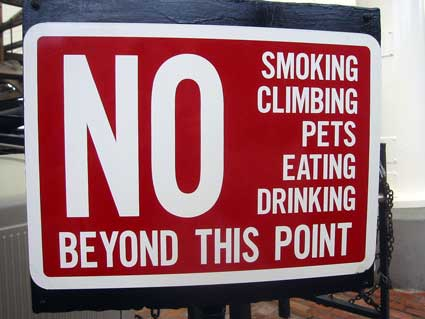 NO
SMOKING
CLIMBING
PETS
EATING
DRINKING
BEYOND THIS POINT